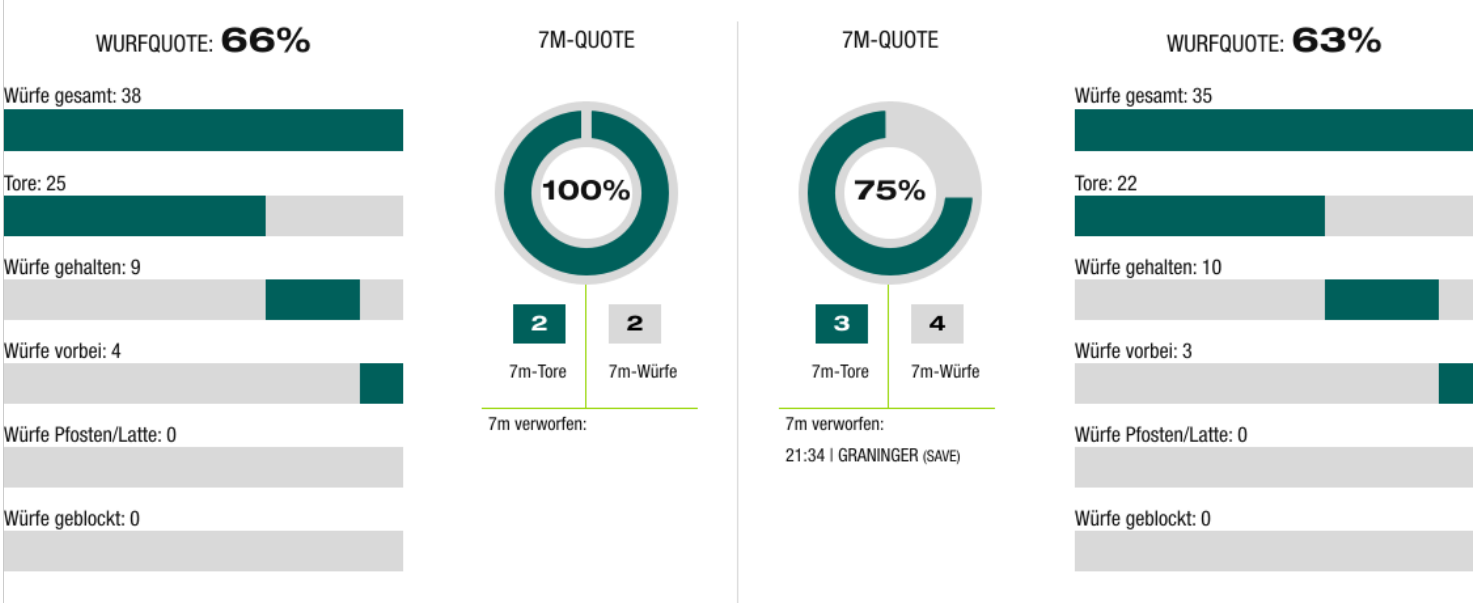 WURFQUOTE: 66%
Würfe gesamt: 38
Tore: 25
Würfe gehalten: 9
Würfe vorbei: 4
Würfe Pfosten/Latte: 0
Würfe geblockt: 0
7M-QUOTE
100%
2 2
7m-Tore 7m-Würfe
7m verworfen:
7M-QUOTE
75%
3 4
7m-Tore 7m-Würfe
7m verworfen:
21:34 | GRANINGER (SAVE)
WURFQUOTE: 63%
Würfe gesamt: 35
Tore: 22
Würfe gehalten: 10
Würfe vorbei: 3
Würfe Pfosten/Latte: 0
Würfe geblockt: 0